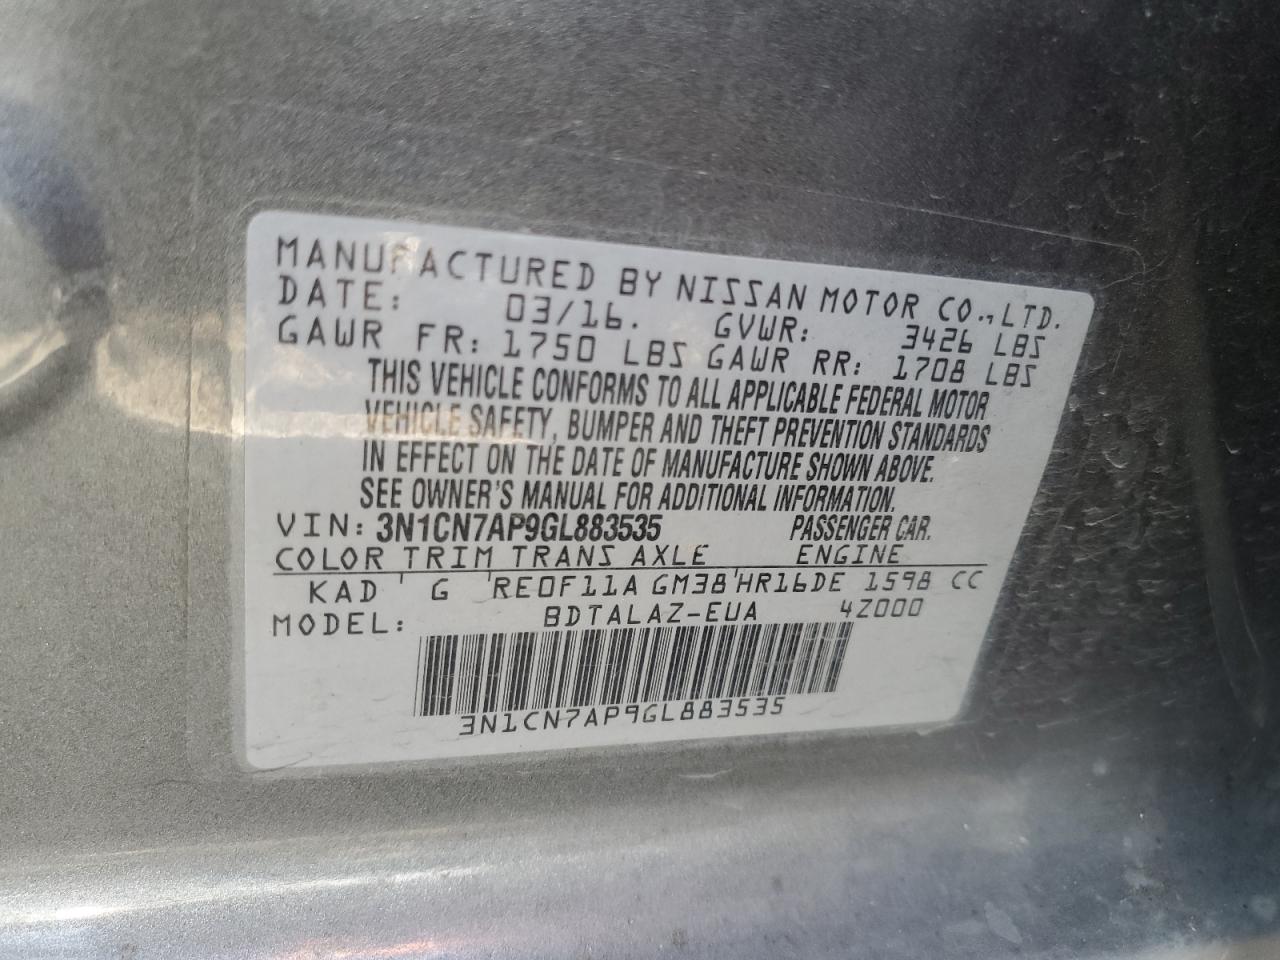 MANUFACTURED BY NISSAN MOTOR CO., LTD.
DATE: 03/16. GVWR: 3426 LBS
GAWR FR: 1750 LBS GAWR RR: 1708 LBS
THIS VEHICLE CONFORMS TO ALL APPLICABLE FEDERAL MOTOR
VEHICLE SAFETY, BUMPER AND THEFT PREVENTION STANDARDS
IN EFFECT ON THE DATE OF MANUFACTURE SHOWN ABOVE.
SEE OWNER'S MANUAL FOR ADDITIONAL INFORMATION.
VIN: 3N1CN7AP9GL883535 PASSENGER CAR.
COLOR TRIM TRANS AXLE ENGINE
KAD ' G 'RE0F11A GM38'HR16DE 1598 CC
MODEL: BDTALAZ-EUA 4Z000
3N1CN7AP9GL883535